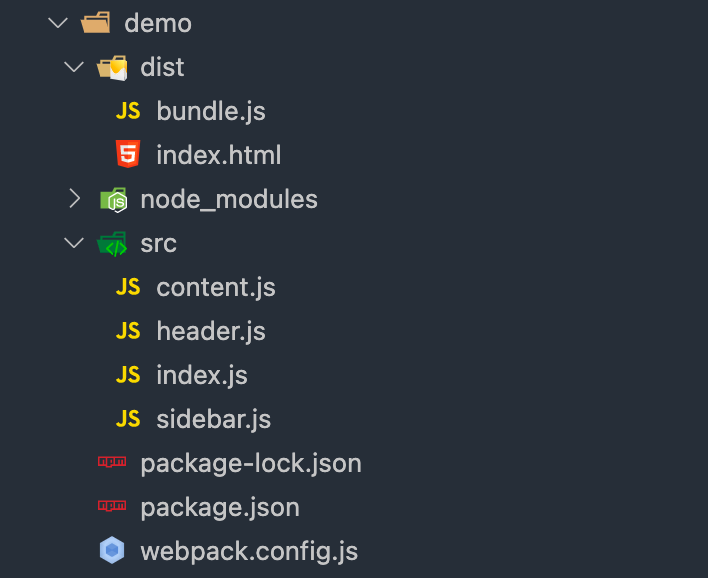 demo
dist
JS bundle.js
5 index.html
js node_modules
src
JS content.js
JS header.js
JS index.js
JS sidebar.js
npm package-lock.json
npm package.json
webpack.config.js